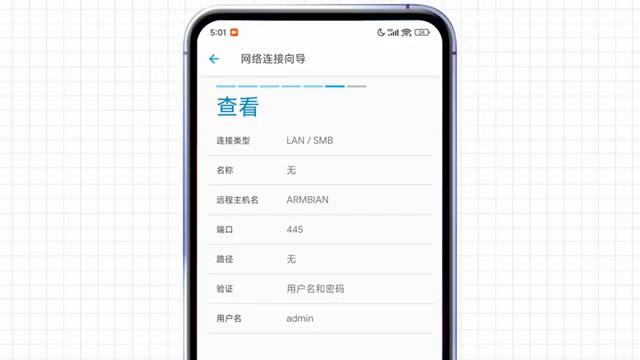 5:01
24
网络连接向导
查看
连接类型 LAN / SMB
名称 无
远程主机名 ARMBIAN
端口 445
路径 无
验证 用户名和密码
用户名 admin